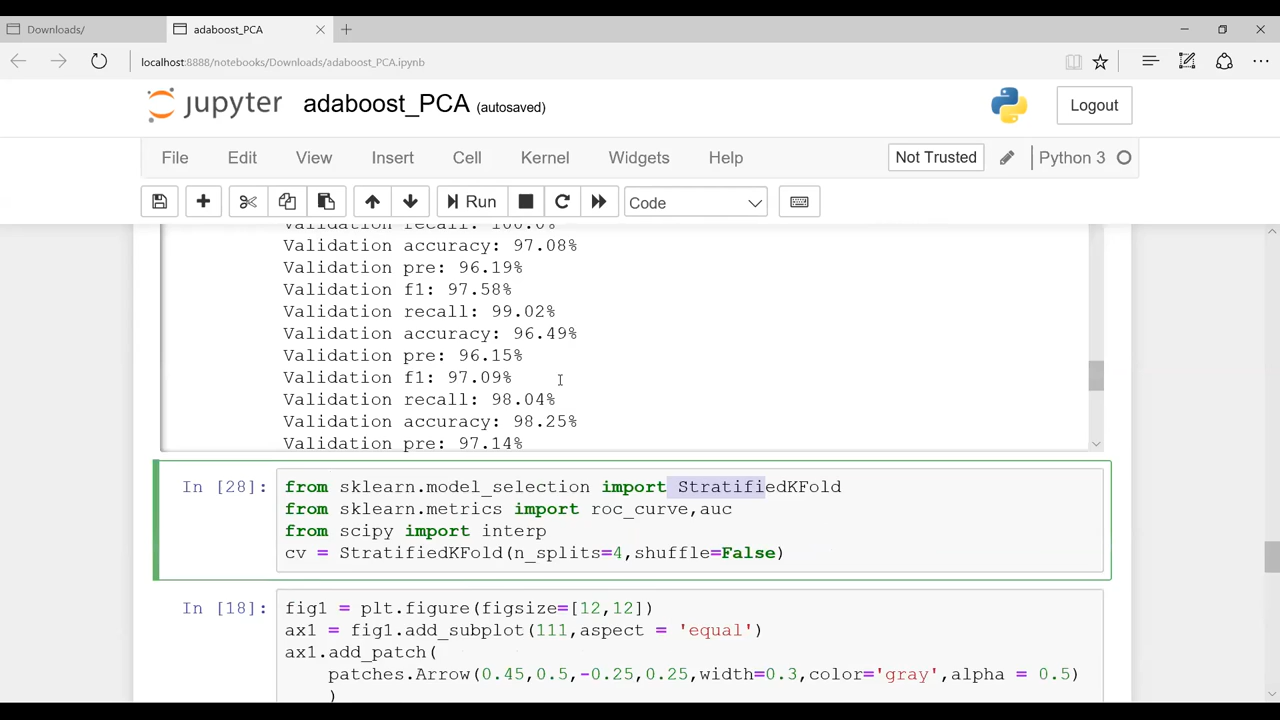 Downloads/
adaboost_PCA
localhost:8888/notebooks/Downloads/adaboost_PCA.ipynb
jupyter adaboost_PCA (autosaved)
Logout
File Edit View Insert Cell Kernel Widgets Help Not Trusted Python 3
Run Code
Validation recall: 100.0%
Validation accuracy: 97.08%
Validation pre: 96.19%
Validation f1: 97.58%
Validation recall: 99.02%
Validation accuracy: 96.49%
Validation pre: 96.15%
Validation f1: 97.09%
Validation recall: 98.04%
Validation accuracy: 98.25%
Validation pre: 97.14%
In [28]: from sklearn.model_selection import StratifiedKFold
from sklearn.metrics import roc_curve,auc
from scipy import interp
cv = StratifiedKFold(n_splits=4,shuffle=False)
In [18]: fig1 = plt.figure(figsize=[12,12])
ax1 = fig1.add_subplot(111,aspect = 'equal')
ax1.add_patch(
patches.Arrow(0.45,0.5,-0.25,0.25,width=0.3,color='gray',alpha = 0.5)
)